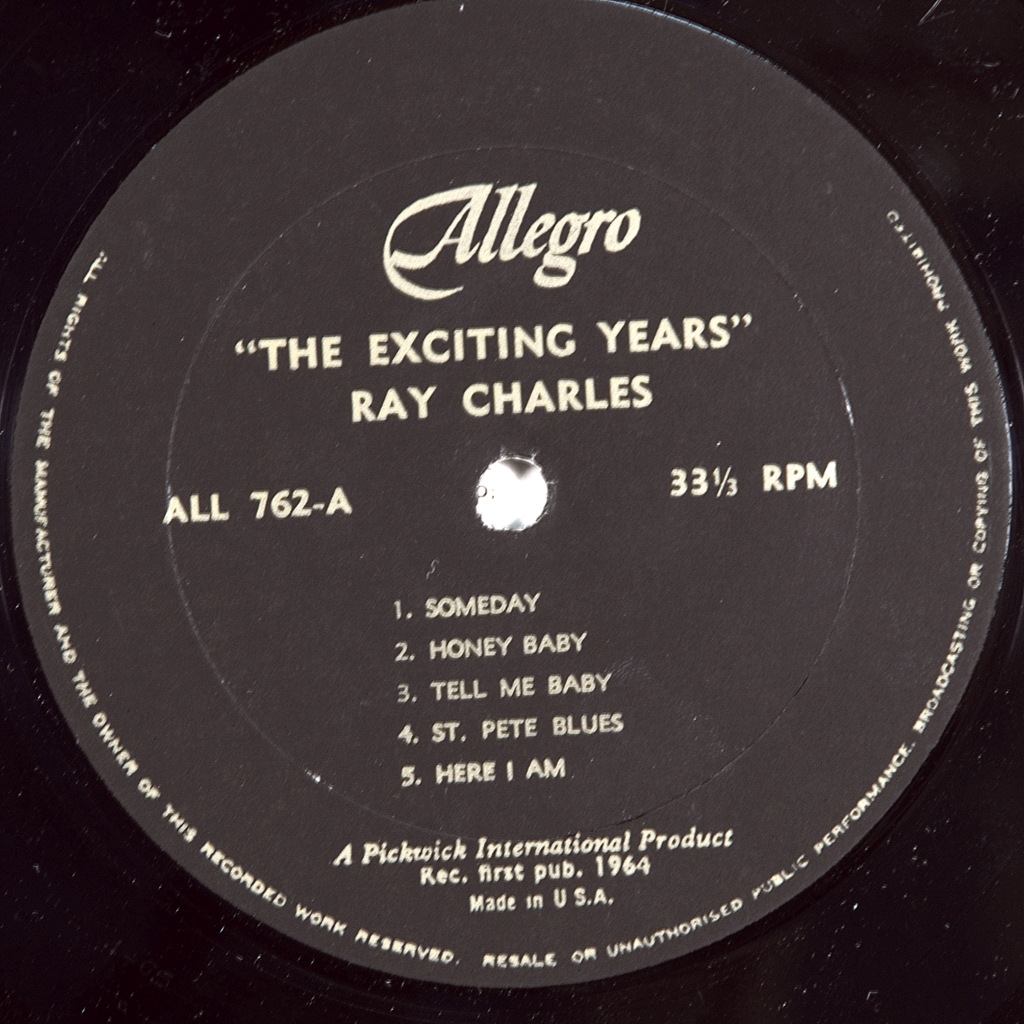 Allegro
“THE EXCITING YEARS”
RAY CHARLES
ALL 762-A
33⅓ RPM
1. SOMEDAY
2. HONEY BABY
3. TELL ME BABY
4. ST. PETE BLUES
5. HERE I AM
A Pickwick International Product
Rec. first pub. 1964
Made in U S.A.
ALL RIGHTS OF THE MANUFACTURER AND THE OWNER OF THIS RECORDED WORK RESERVED. RESALE OR UNAUTHORISED PUBLIC PERFORMANCE. BROADCASTING OR COPYING OF THIS WORK PROHIBITED